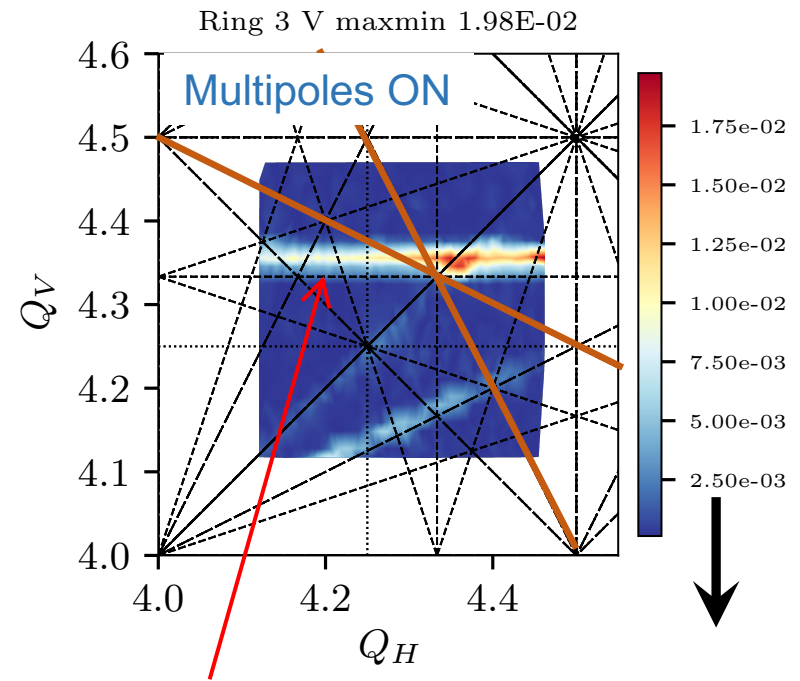 Ring 3 V maxmin 1.98E-02
Multipoles ON
4.6
4.5
4.4
4.3
4.2
4.1
4.0
Q_V
4.0 4.2 4.4
Q_H
1.75e-02
1.50e-02
1.25e-02
1.00e-02
7.50e-03
5.00e-03
2.50e-03